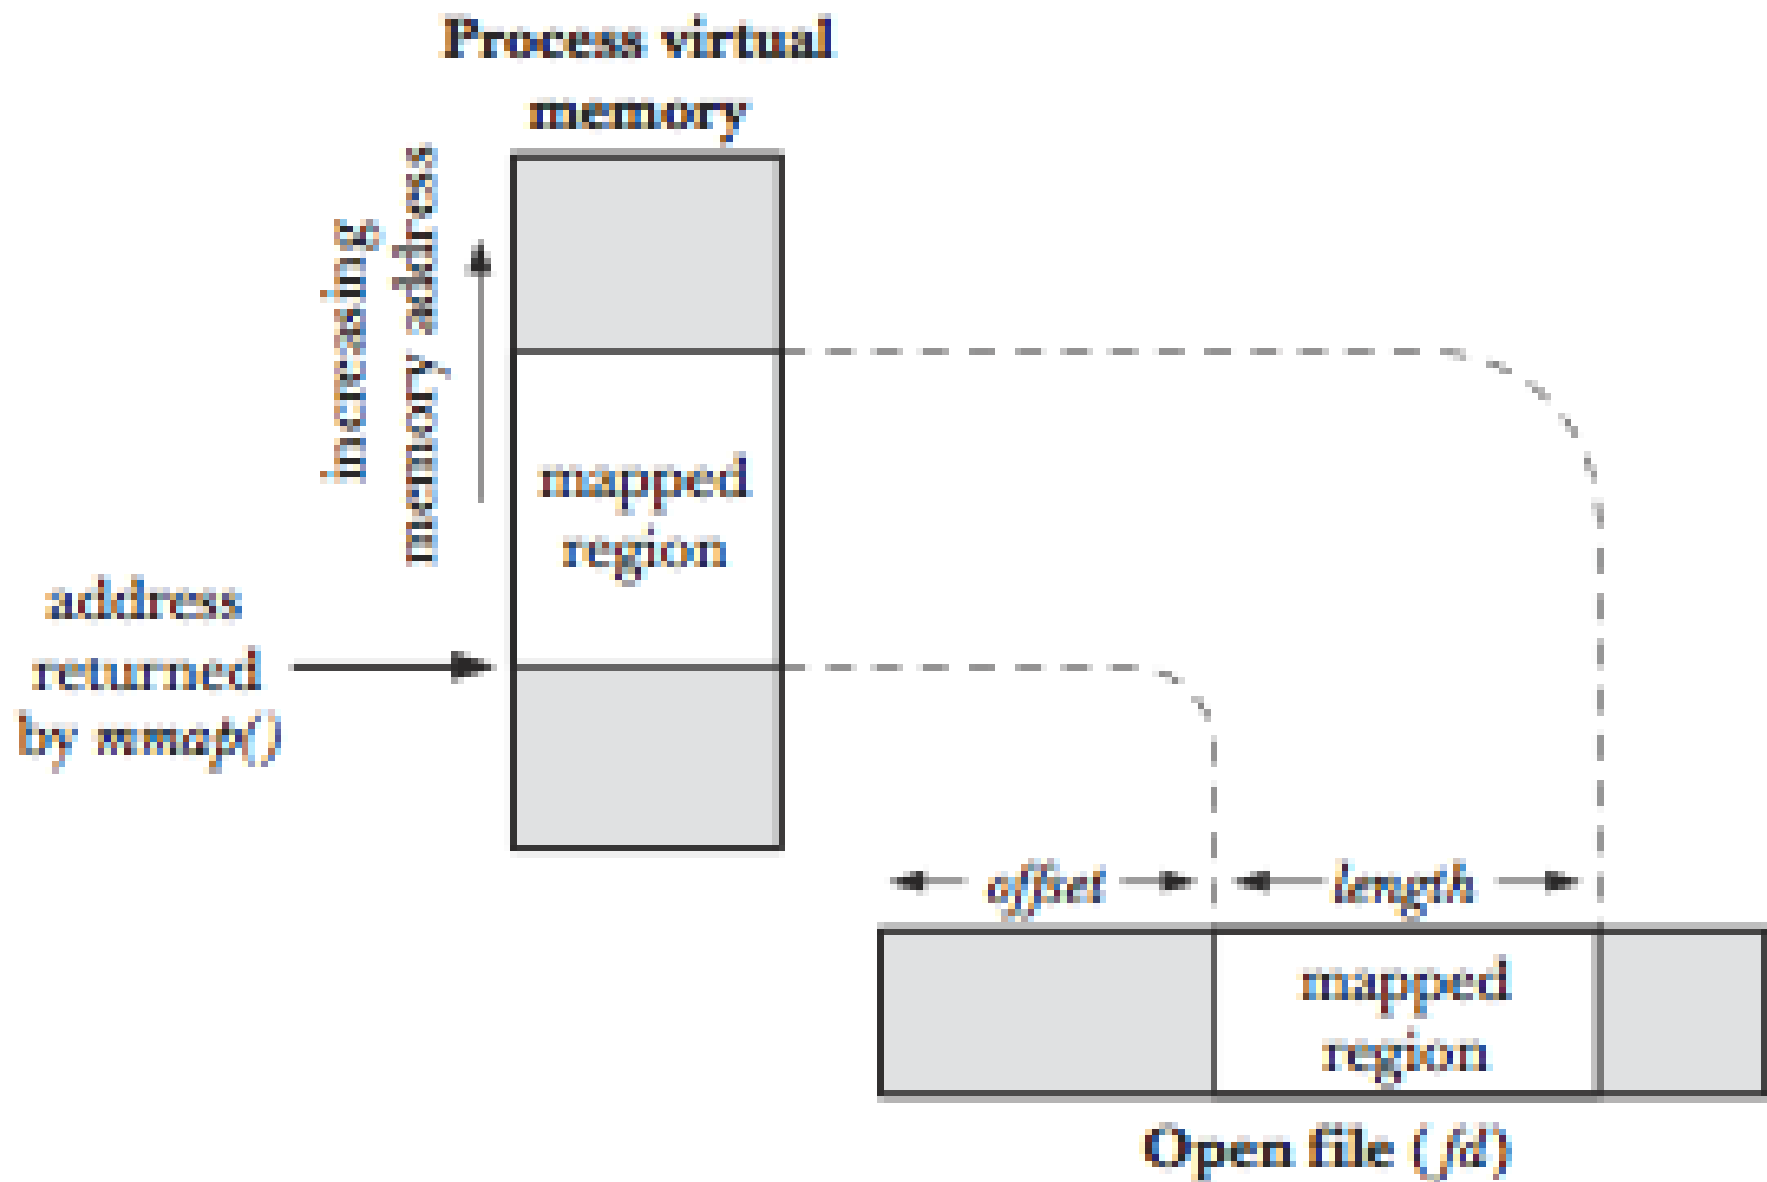 Process virtual
memory
increasing
memory address
mapped
region
address
returned
by mmap()
offset
length
mapped
region
Open file (fd)